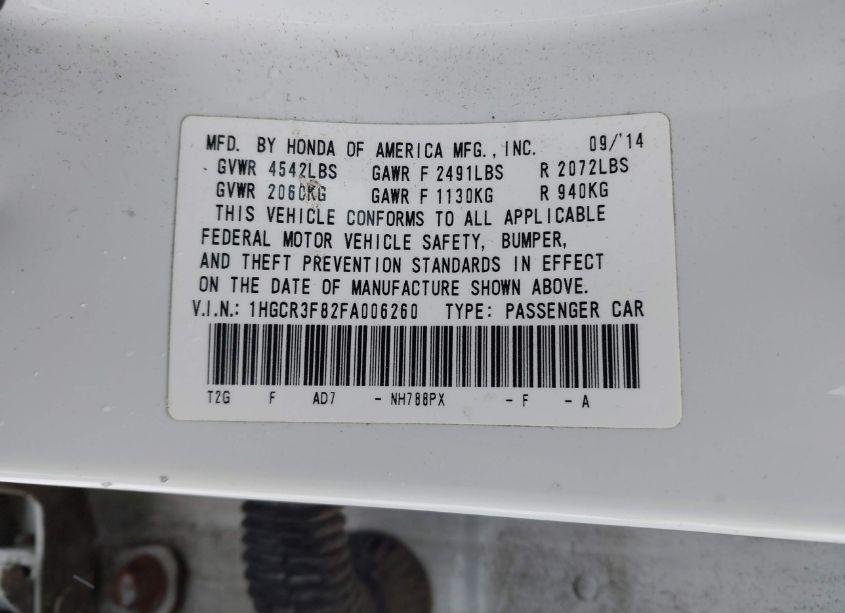 MFD. BY HONDA OF AMERICA MFG., INC. 09/'14
GVWR 4542LBS GAWR F 2491LBS R 2072LBS
GVWR 2060KG GAWR F 1130KG R 940KG
THIS VEHICLE CONFORMS TO ALL APPLICABLE
FEDERAL MOTOR VEHICLE SAFETY, BUMPER,
AND THEFT PREVENTION STANDARDS IN EFFECT
ON THE DATE OF MANUFACTURE SHOWN ABOVE.
V.I.N.: 1HGCR3F82FA006260 TYPE: PASSENGER CAR
T2G F AD7 - NH788PX - F - A